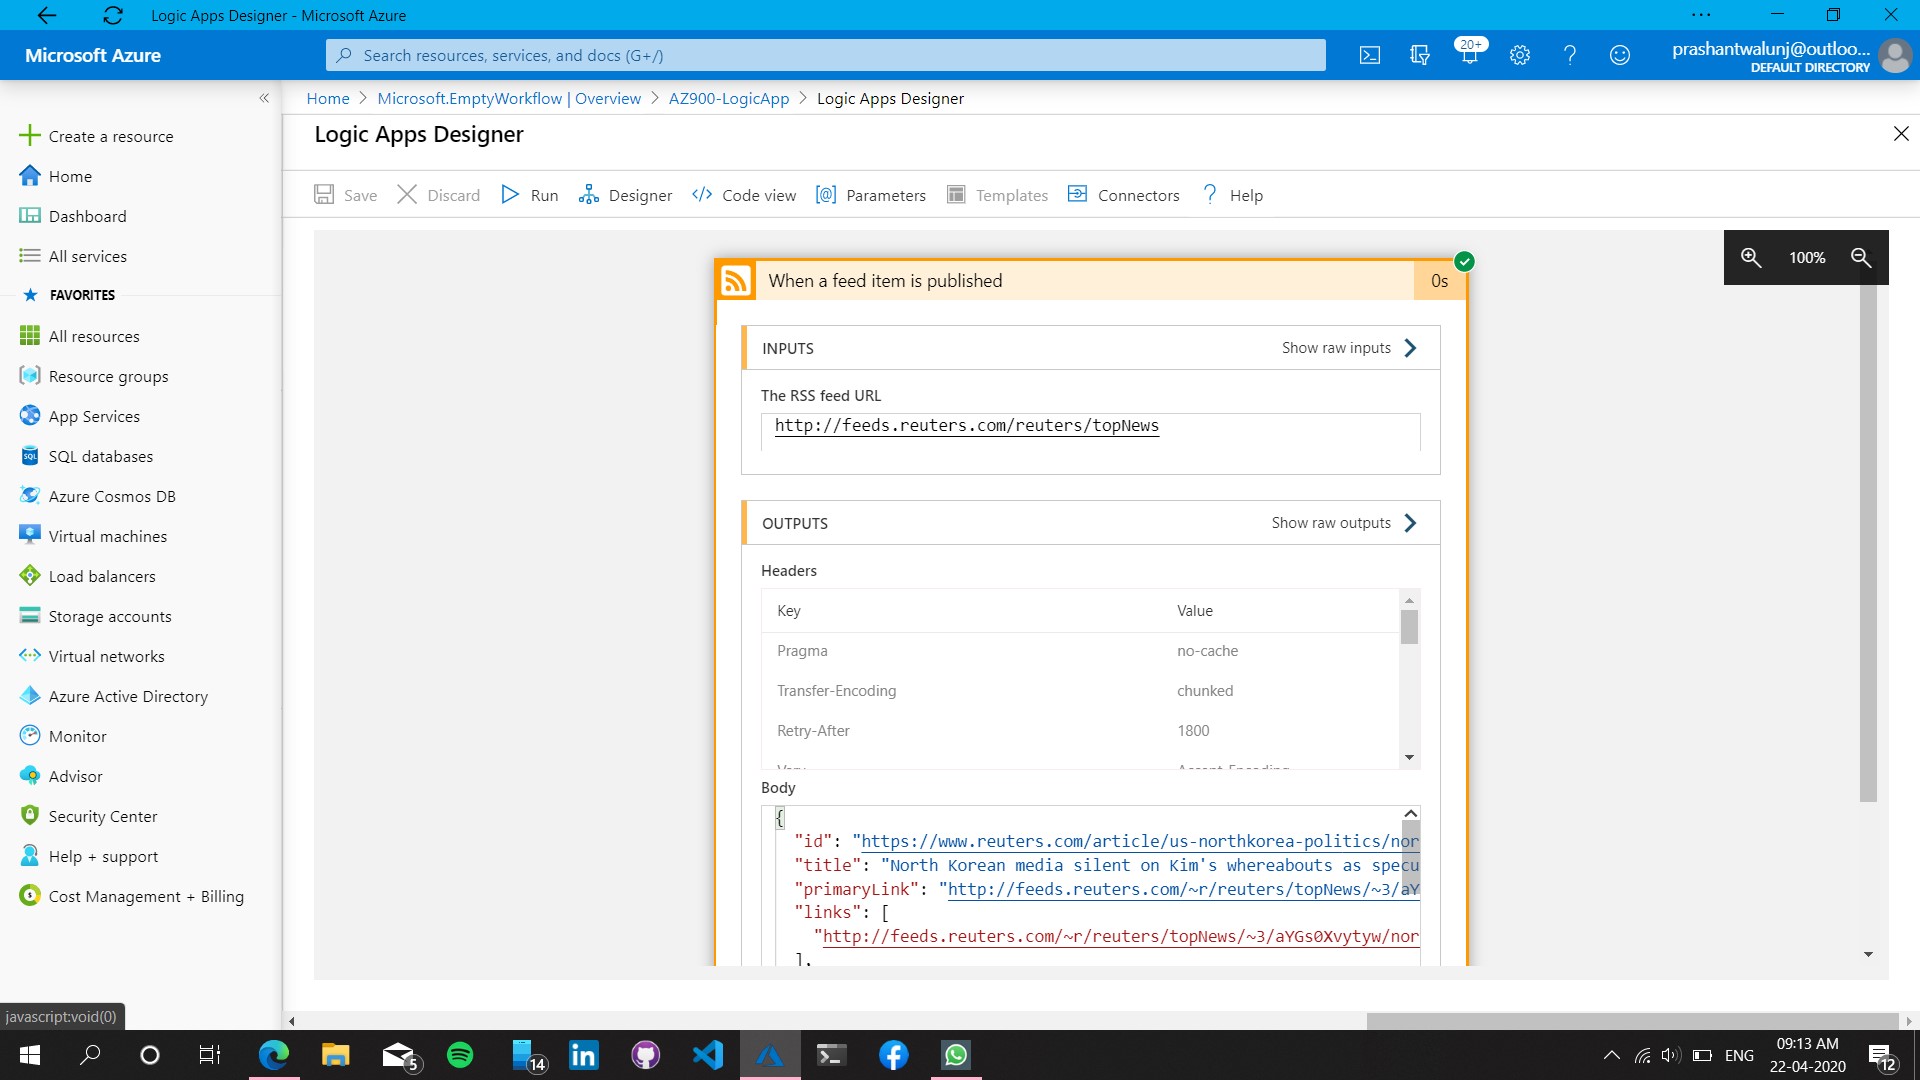 Logic Apps Designer - Microsoft Azure
Microsoft Azure
Search resources, services, and docs (G+/)
20+
prashantwalunj@outloo...
DEFAULT DIRECTORY
Home > Microsoft.EmptyWorkflow | Overview > AZ900-LogicApp > Logic Apps Designer
Logic Apps Designer
Create a resource
Home
Dashboard
All services
FAVORITES
All resources
Resource groups
App Services
SQL databases
Azure Cosmos DB
Virtual machines
Load balancers
Storage accounts
Virtual networks
Azure Active Directory
Monitor
Advisor
Security Center
Help + support
Cost Management + Billing
Save Discard Run Designer Code view Parameters Templates Connectors Help
100%
When a feed item is published 0s
INPUTS Show raw inputs
The RSS feed URL
http://feeds.reuters.com/reuters/topNews
OUTPUTS Show raw outputs
Headers
Key Value
Pragma no-cache
Transfer-Encoding chunked
Retry-After 1800
Vary Accept-Encoding
Body
{
"id": "https://www.reuters.com/article/us-northkorea-politics/nor
"title": "North Korean media silent on Kim's whereabouts as specu
"primaryLink": "http://feeds.reuters.com/~r/reuters/topNews/~3/aY
"links": [
"http://feeds.reuters.com/~r/reuters/topNews/~3/aYGs0Xvytyw/nor
],
javascript:void(0)
5
14
ENG
09:13 AM
22-04-2020
12